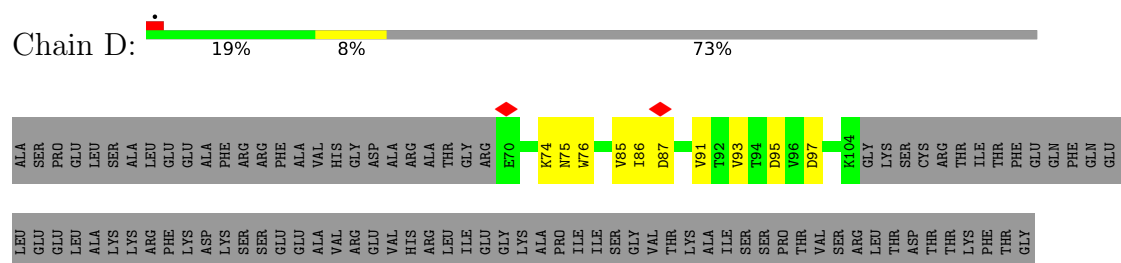 Chain D:
19% 8% 73%
ALA SER PRO GLU LEU SER ALA LEU GLU GLU ALA PHE ARG ARG PHE ALA VAL HIS GLY ASP ALA ARG ALA THR GLY ARG E70 K74 N75 W76 V85 I86 D87 V91 T92 V93 T94 D95 V96 D97 K104 GLY LYS SER CYS ARG THR ILE THR PHE GLU GLN PHE GLN GLU
LEU GLU GLU LEU ALA LYS LYS ARG PHE LYS ASP LYS SER SER GLU GLU ALA VAL ARG GLU VAL HIS ARG LEU ILE GLU GLY LYS ALA PRO ILE ILE SER GLY VAL THR LYS ALA ILE SER SER PRO THR VAL SER ARG LEU THR ASP THR THR LYS PHE THR GLY